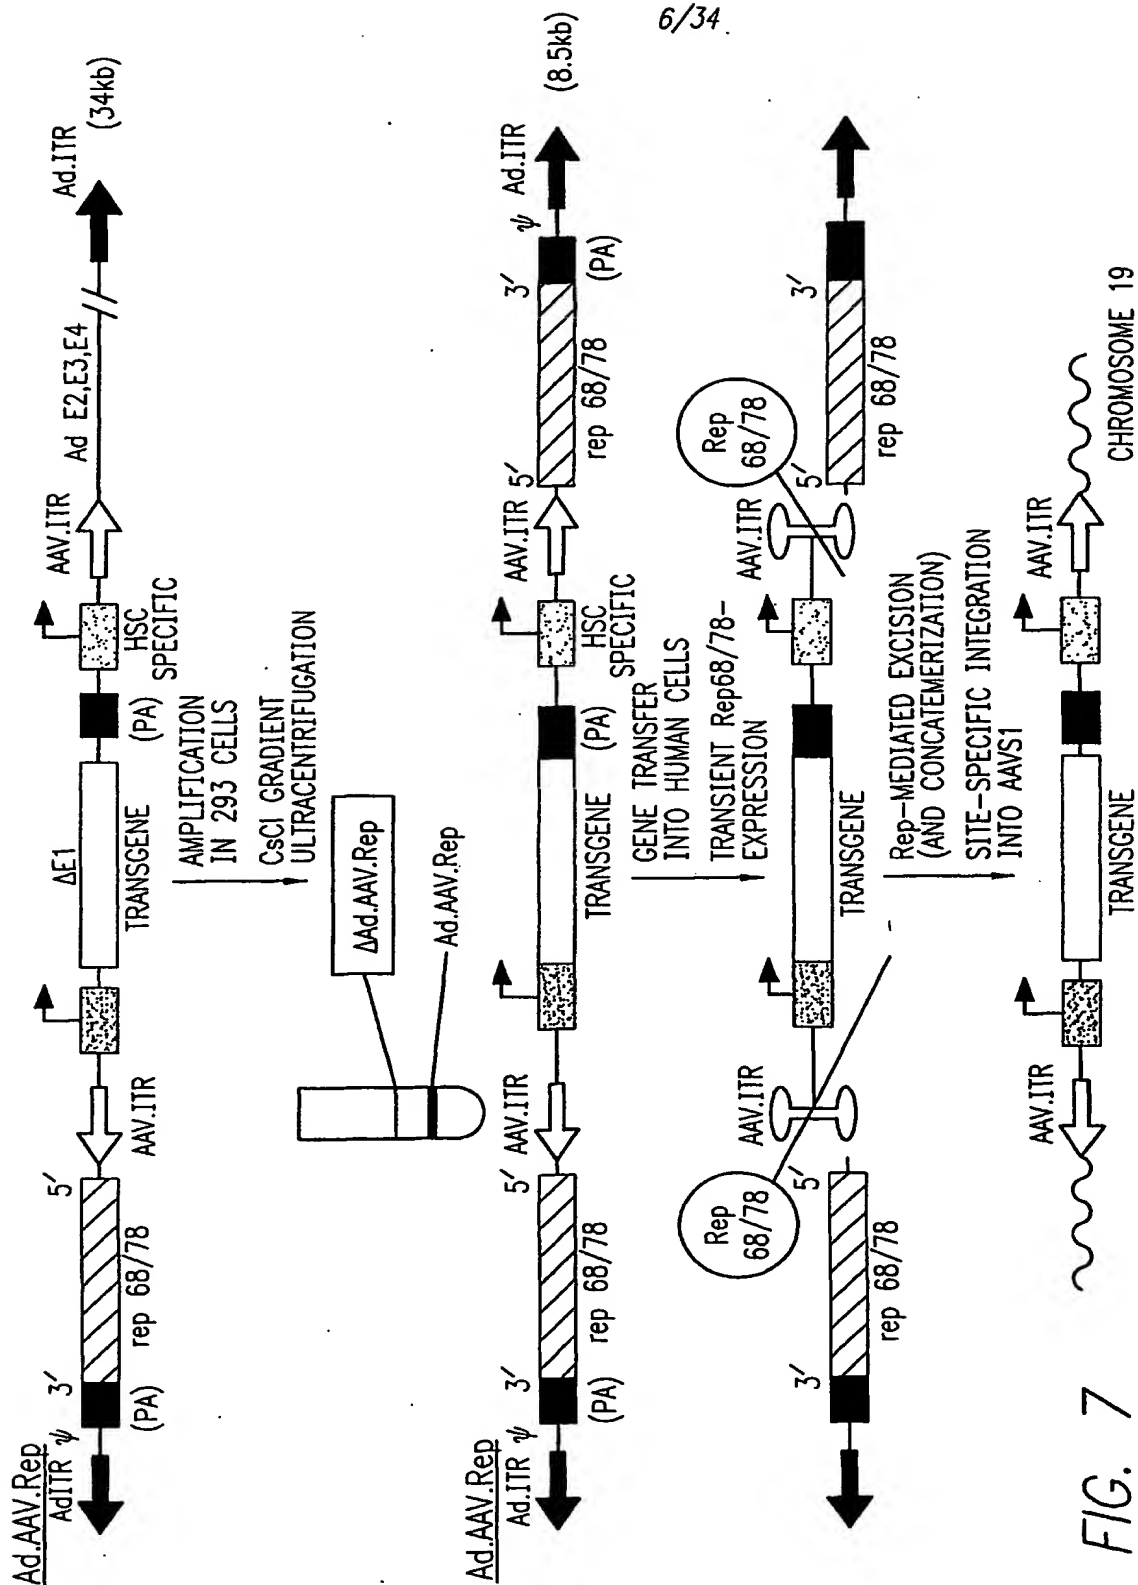 6/34
Ad.AAV.Rep
AdITR ψ 3′ 5′ AAV.ITR ΔE1 AAV.ITR Ad E2,E3,E4 Ad.ITR
(34kb)
(PA) rep 68/78 TRANSGENE (PA) HSC
SPECIFIC
AMPLIFICATION
IN 293 CELLS
CsCl GRADIENT
ULTRACENTRIFUGATION
ΔAd.AAV.Rep
Ad.AAV.Rep
Ad.AAV.Rep
Ad.ITR ψ 3′ 5′ AAV.ITR AAV.ITR 5′ 3′ ψ Ad.ITR
(8.5kb)
(PA) rep 68/78 TRANSGENE (PA) HSC
SPECIFIC
rep 68/78 (PA)
GENE TRANSFER
INTO HUMAN CELLS
TRANSIENT Rep68/78-
EXPRESSION
Rep
68/78
Rep
68/78
3′ 5′ AAV.ITR AAV.ITR 5′ 3′
rep 68/78 TRANSGENE rep 68/78
Rep-MEDIATED EXCISION
(AND CONCATEMERIZATION)
SITE-SPECIFIC INTEGRATION
INTO AAVS1
AAV.ITR AAV.ITR
TRANSGENE CHROMOSOME 19
FIG. 7